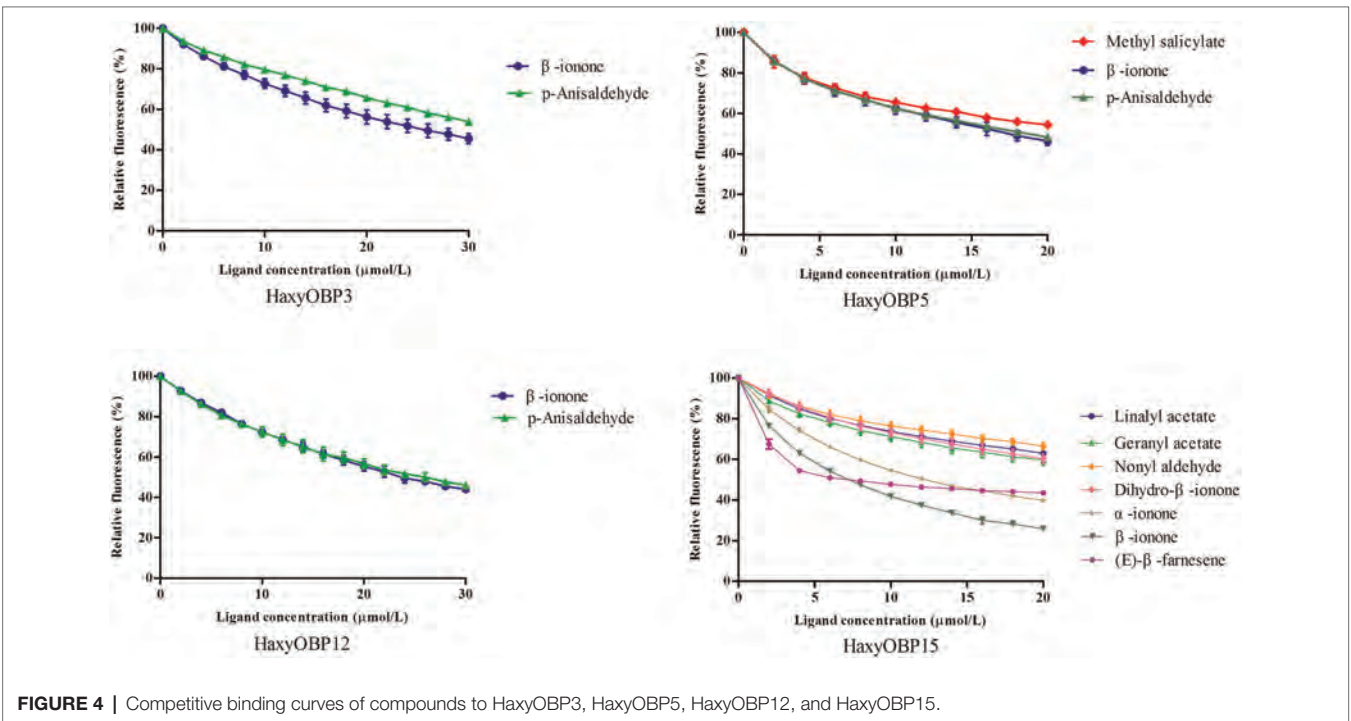 Relative fluorescence (%)
100
80
60
40
20
0
0
10
20
30
Ligand concentration (μmol/L)
HaxyOBP3
β -ionone
p-Anisaldehyde
Relative fluorescence (%)
100
80
60
40
20
0
0
5
10
15
20
Ligand concentration (μmol/L)
HaxyOBP5
Methyl salicylate
β -ionone
p-Anisaldehyde
Relative fluorescence (%)
100
80
60
40
20
0
0
10
20
30
Ligand concentration (μmol/L)
HaxyOBP12
β -ionone
p-Anisaldehyde
Relative fluorescence (%)
100
80
60
40
20
0
0
5
10
15
20
Ligand concentration (μmol/L)
HaxyOBP15
Linalyl acetate
Geranyl acetate
Nonyl aldehyde
Dihydro-β -ionone
α -ionone
β -ionone
(E)-β -farnesene
FIGURE 4 | Competitive binding curves of compounds to HaxyOBP3, HaxyOBP5, HaxyOBP12, and HaxyOBP15.